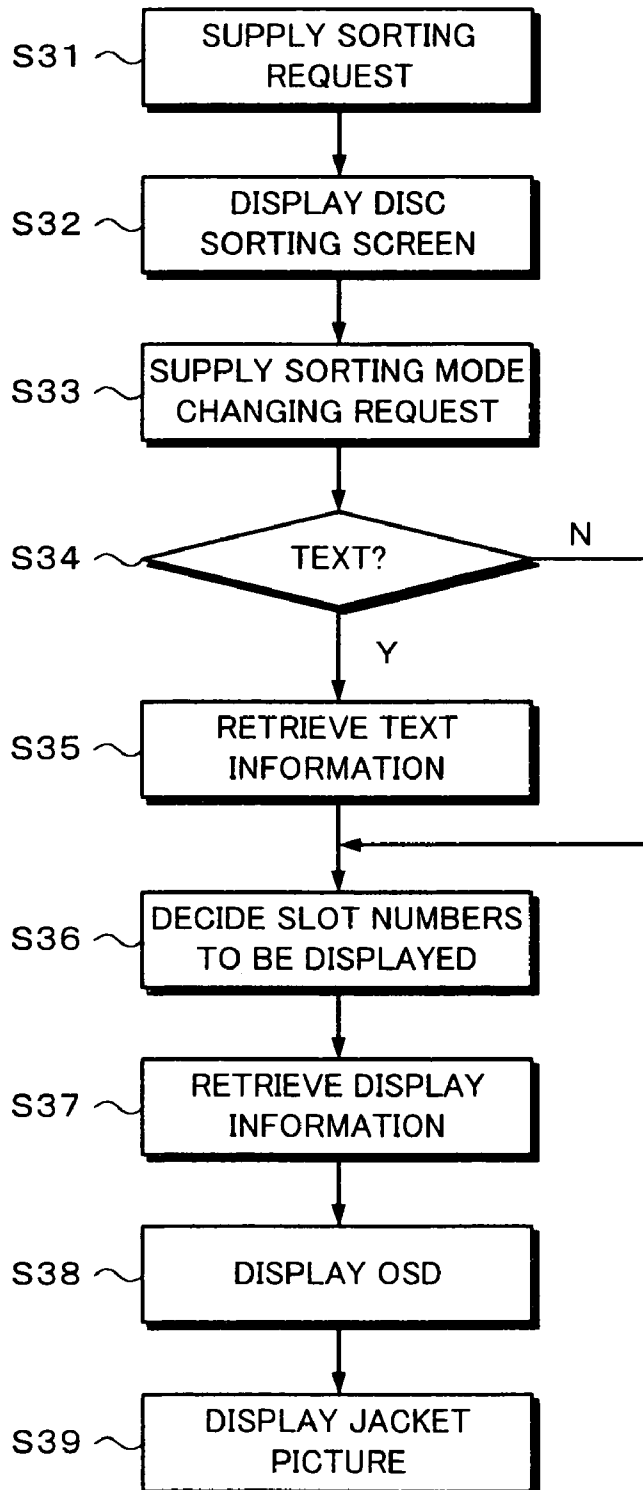 S31
SUPPLY SORTING
REQUEST
S32
DISPLAY DISC
SORTING SCREEN
S33
SUPPLY SORTING MODE
CHANGING REQUEST
S34
TEXT?
N
Y
S35
RETRIEVE TEXT
INFORMATION
S36
DECIDE SLOT NUMBERS
TO BE DISPLAYED
S37
RETRIEVE DISPLAY
INFORMATION
S38
DISPLAY OSD
S39
DISPLAY JACKET
PICTURE